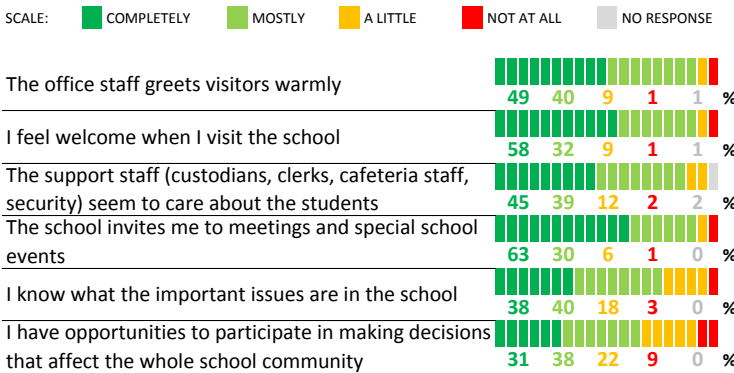 SCALE: COMPLETELY MOSTLY A LITTLE NOT AT ALL NO RESPONSE
The office staff greets visitors warmly
49 40 9 1 1 %
I feel welcome when I visit the school
58 32 9 1 1 %
The support staff (custodians, clerks, cafeteria staff,
security) seem to care about the students
45 39 12 2 2 %
The school invites me to meetings and special school
events
63 30 6 1 0 %
I know what the important issues are in the school
38 40 18 3 0 %
I have opportunities to participate in making decisions
that affect the whole school community
31 38 22 9 0 %